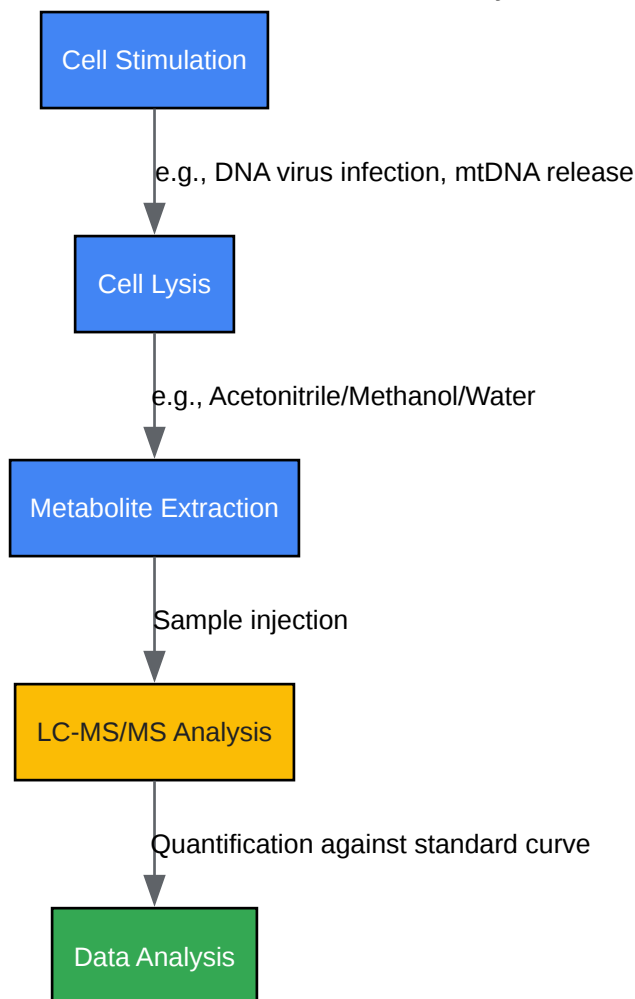 Cell Stimulation
e.g., DNA virus infection, mtDNA release
Cell Lysis
e.g., Acetonitrile/Methanol/Water
Metabolite Extraction
Sample injection
LC-MS/MS Analysis
Quantification against standard curve
Data Analysis